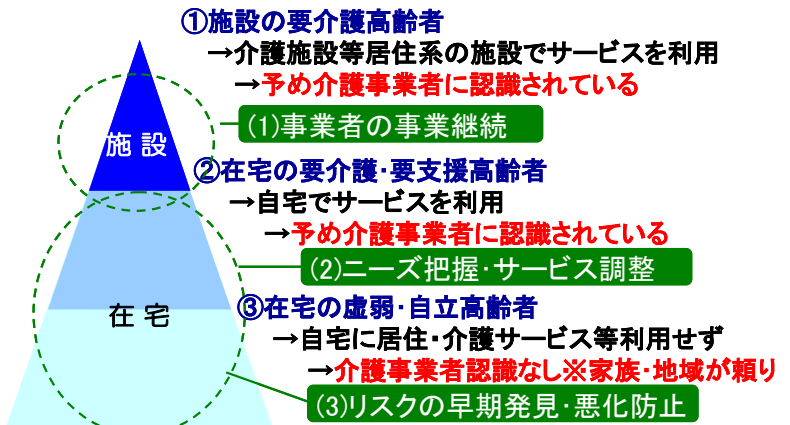 ①施設の要介護高齢者
→介護施設等居住系の施設でサービスを利用
→予め介護事業者に認識されている
(1)事業者の事業継続
施 設
②在宅の要介護・要支援高齢者
→自宅でサービスを利用
→予め介護事業者に認識されている
(2)ニーズ把握・サービス調整
在 宅
③在宅の虚弱・自立高齢者
→自宅に居住・介護サービス等利用せず
→介護事業者認識なし※家族・地域が頼り
(3)リスクの早期発見・悪化防止